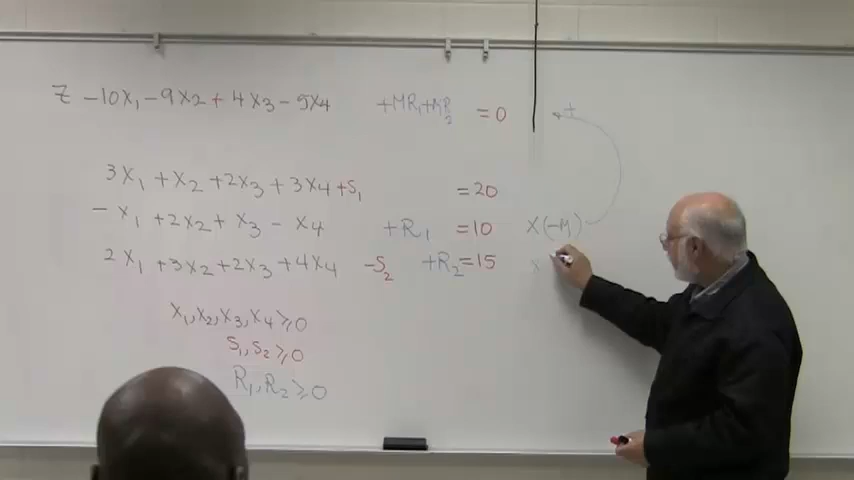 Z - 10X₁ - 9X₂ + 4X₃ - 5X₄ + MR₁ + MR₂ = 0
+
3X₁ + X₂ + 2X₃ + 3X₄ + S₁ = 20
- X₁ + 2X₂ + X₃ - X₄ + R₁ = 10 X(-M)
2X₁ + 3X₂ + 2X₃ + 4X₄ - S₂ + R₂ = 15 X
X₁, X₂, X₃, X₄ ≥ 0
S₁, S₂ ≥ 0
R₁, R₂ ≥ 0